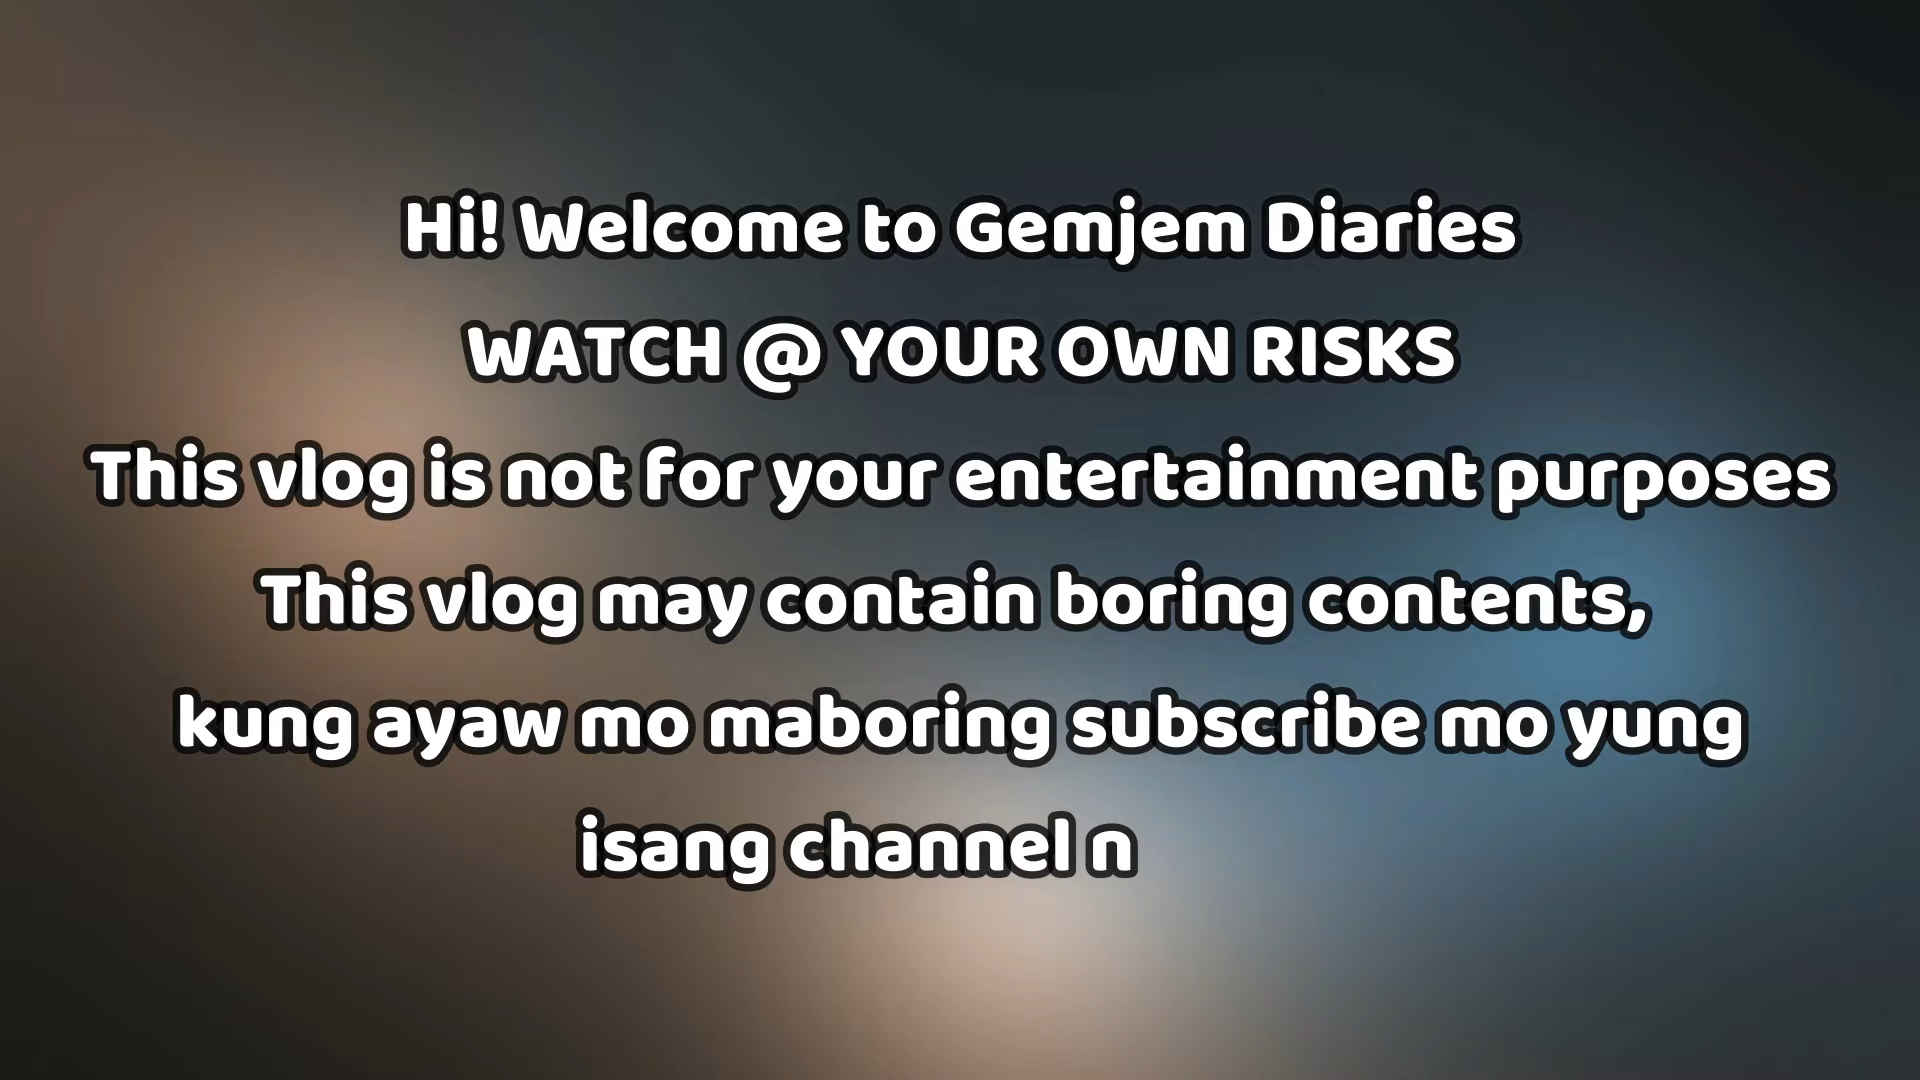 Hi! Welcome to Gemjem Diaries
WATCH @ YOUR OWN RISKS
This vlog is not for your entertainment purposes
This vlog may contain boring contents,
kung ayaw mo maboring subscribe mo yung
isang channel n